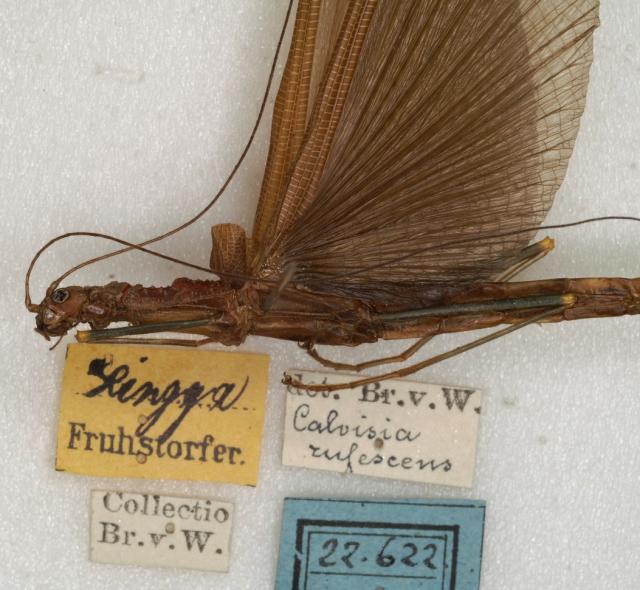 Lingga
Fruhstorfer.
det. Br.v.W.
Calvisia
rufescens
Collectio
Br.v.W.
22.622